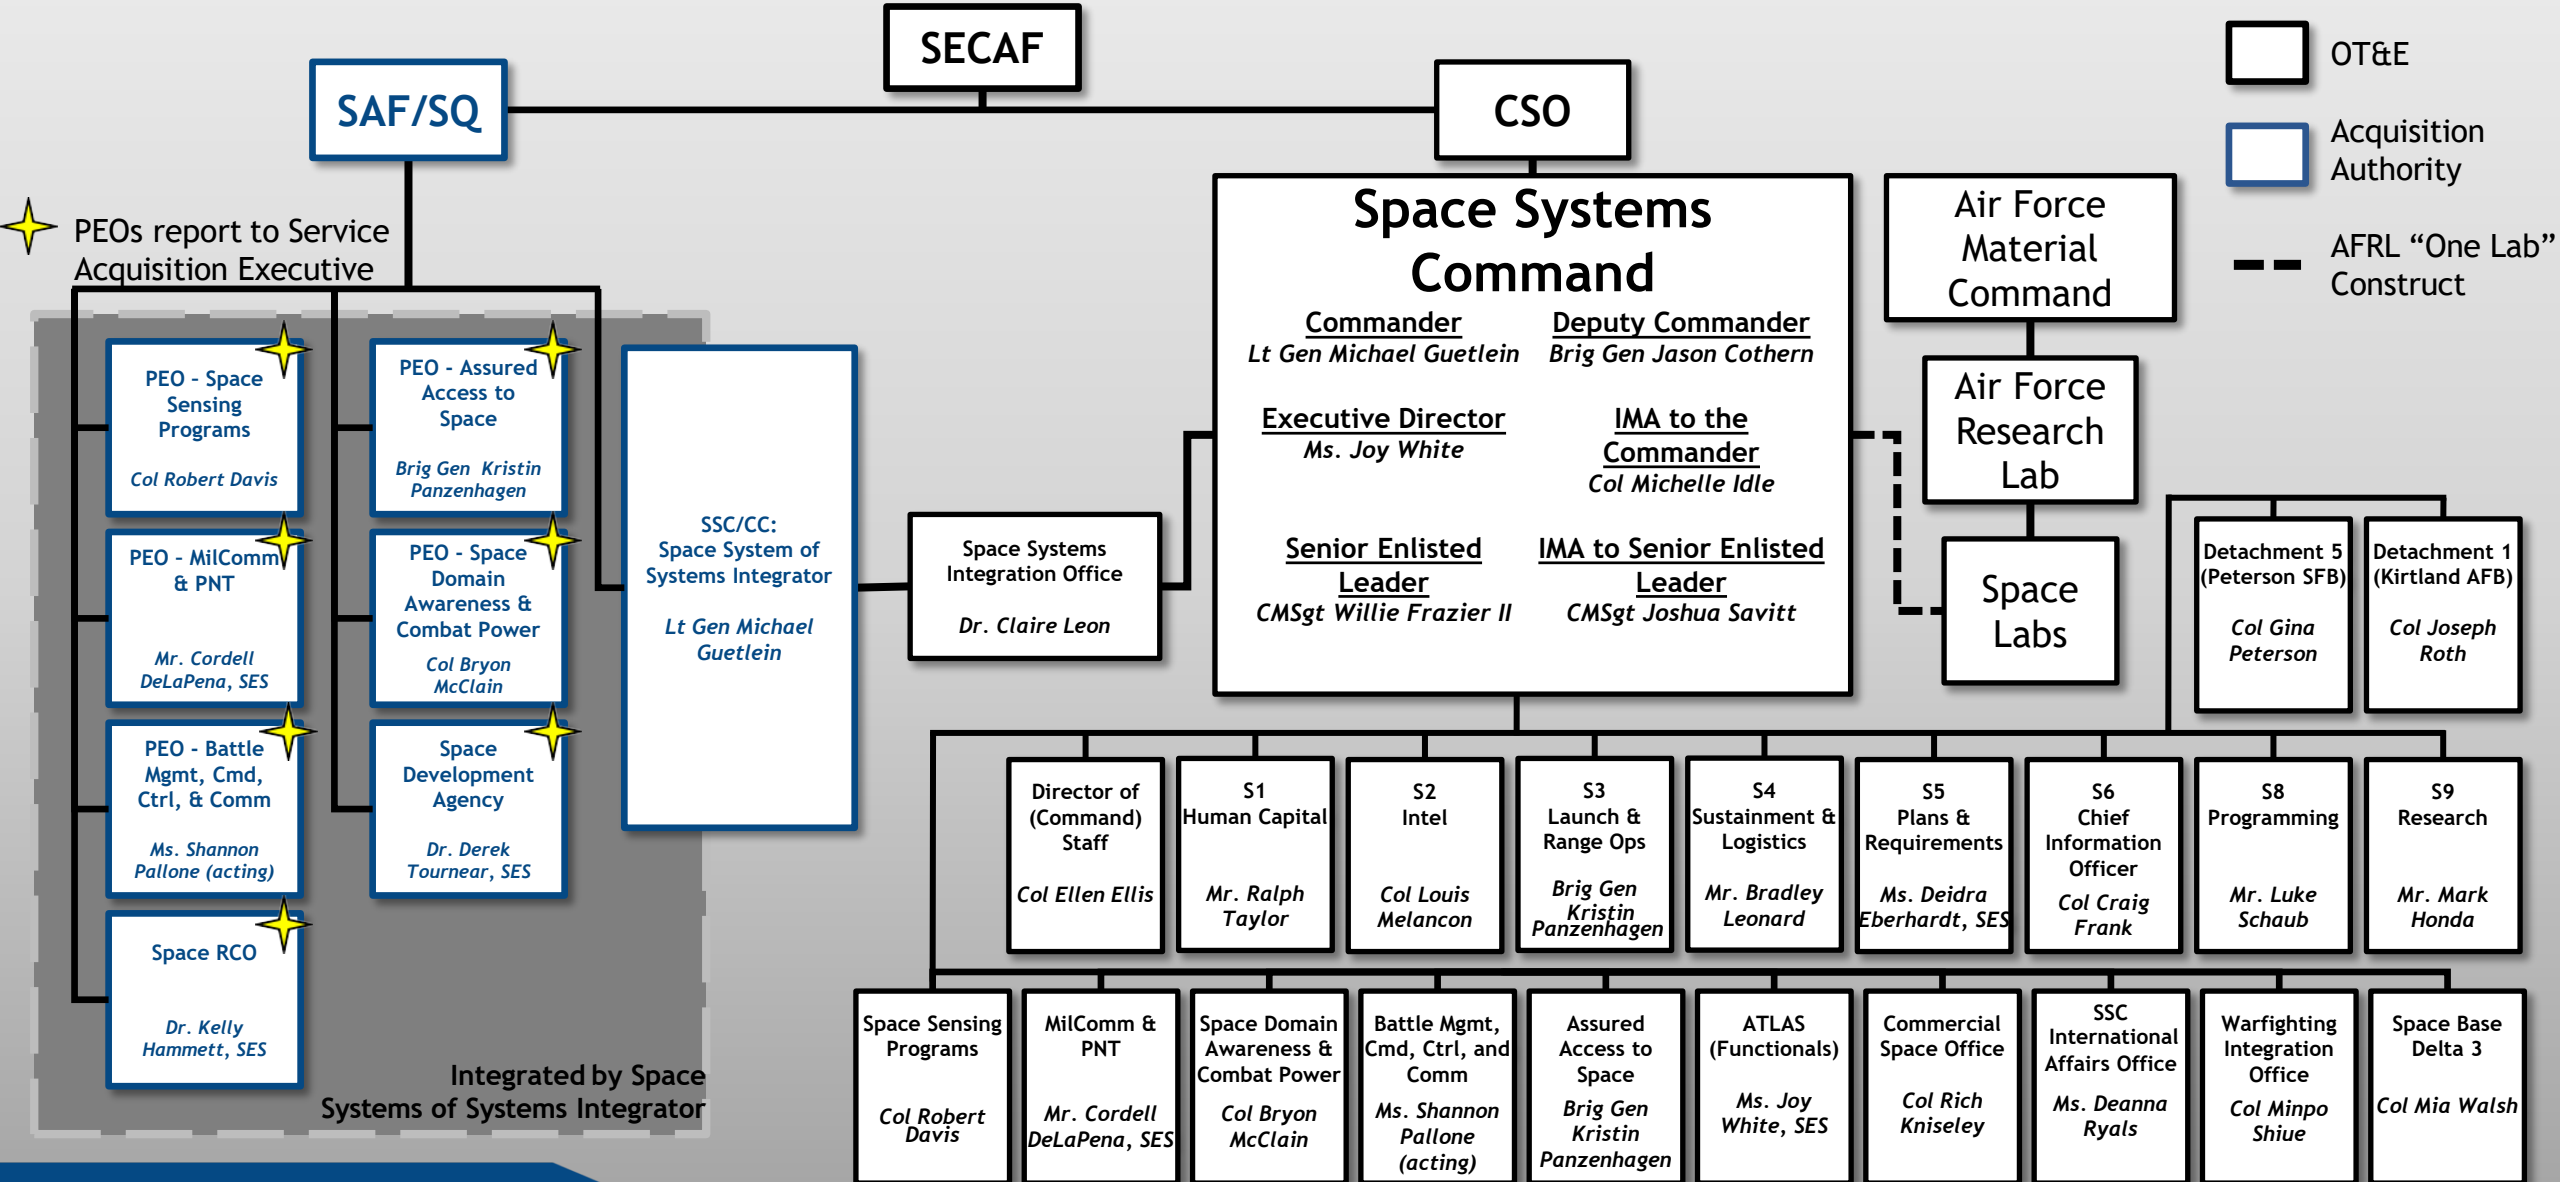 SECAF
SAF/SQ
CSO
OT&E
Acquisition
Authority
AFRL “One Lab”
Construct
PEOs report to Service
Acquisition Executive
PEO - Space
Sensing
Programs
Col Robert Davis
PEO - Assured
Access to
Space
Brig Gen Kristin
Panzenhagen
PEO - MilComm
& PNT
Mr. Cordell
DeLaPena, SES
PEO - Space
Domain
Awareness &
Combat Power
Col Bryon
McClain
PEO - Battle
Mgmt, Cmd,
Ctrl, & Comm
Ms. Shannon
Pallone (acting)
Space
Development
Agency
Dr. Derek
Tournear, SES
Space RCO
Dr. Kelly
Hammett, SES
Integrated by Space
Systems of Systems Integrator
SSC/CC:
Space System of
Systems Integrator
Lt Gen Michael
Guetlein
Space Systems
Integration Office
Dr. Claire Leon
Space Systems
Command
Commander
Lt Gen Michael Guetlein
Deputy Commander
Brig Gen Jason Cothern
Executive Director
Ms. Joy White
IMA to the
Commander
Col Michelle Idle
Senior Enlisted
Leader
CMSgt Willie Frazier II
IMA to Senior Enlisted
Leader
CMSgt Joshua Savitt
Air Force
Material
Command
Air Force
Research
Lab
Space
Labs
Detachment 5
(Peterson SFB)
Col Gina
Peterson
Detachment 1
(Kirtland AFB)
Col Joseph
Roth
Director of
(Command)
Staff
Col Ellen Ellis
S1
Human Capital
Mr. Ralph
Taylor
S2
Intel
Col Louis
Melancon
S3
Launch &
Range Ops
Brig Gen
Kristin
Panzenhagen
S4
Sustainment &
Logistics
Mr. Bradley
Leonard
S5
Plans &
Requirements
Ms. Deidra
Eberhardt, SES
S6
Chief
Information
Officer
Col Craig
Frank
S8
Programming
Mr. Luke
Schaub
S9
Research
Mr. Mark
Honda
Space Sensing
Programs
Col Robert
Davis
MilComm &
PNT
Mr. Cordell
DeLaPena, SES
Space Domain
Awareness &
Combat Power
Col Bryon
McClain
Battle Mgmt,
Cmd, Ctrl, and
Comm
Ms. Shannon
Pallone
(acting)
Assured
Access to
Space
Brig Gen
Kristin
Panzenhagen
ATLAS
(Functionals)
Ms. Joy
White, SES
Commercial
Space Office
Col Rich
Kniseley
SSC
International
Affairs Office
Ms. Deanna
Ryals
Warfighting
Integration
Office
Col Minpo
Shiue
Space Base
Delta 3
Col Mia Walsh